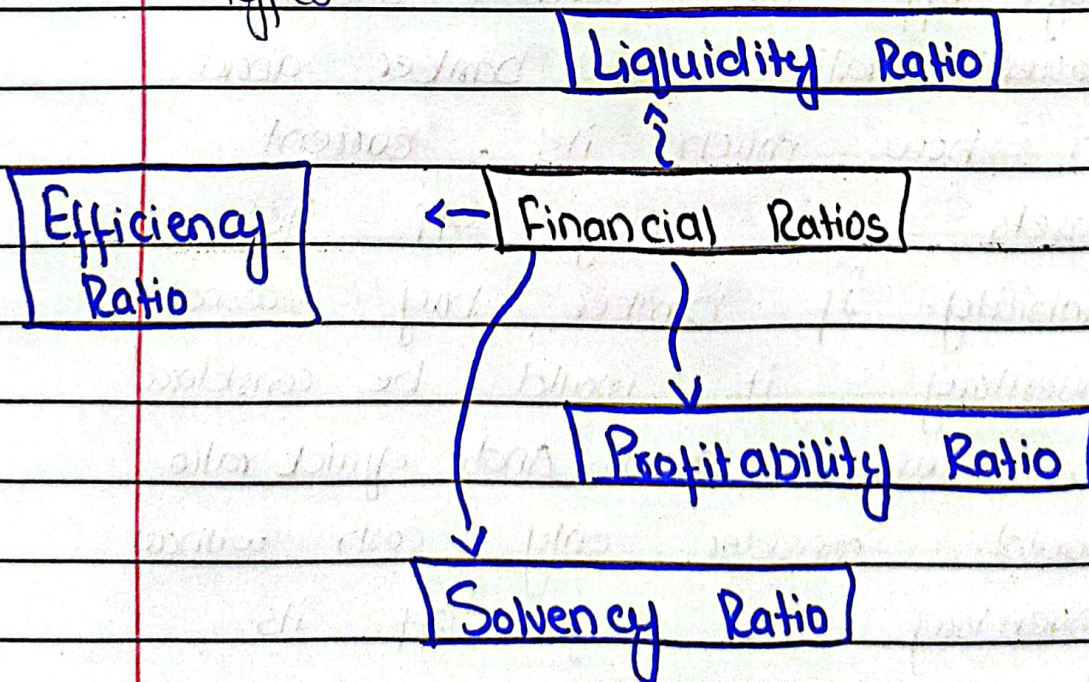 Liquidity Ratio
Efficiency
Ratio
Financial Ratios
Profitability Ratio
Solvency Ratio